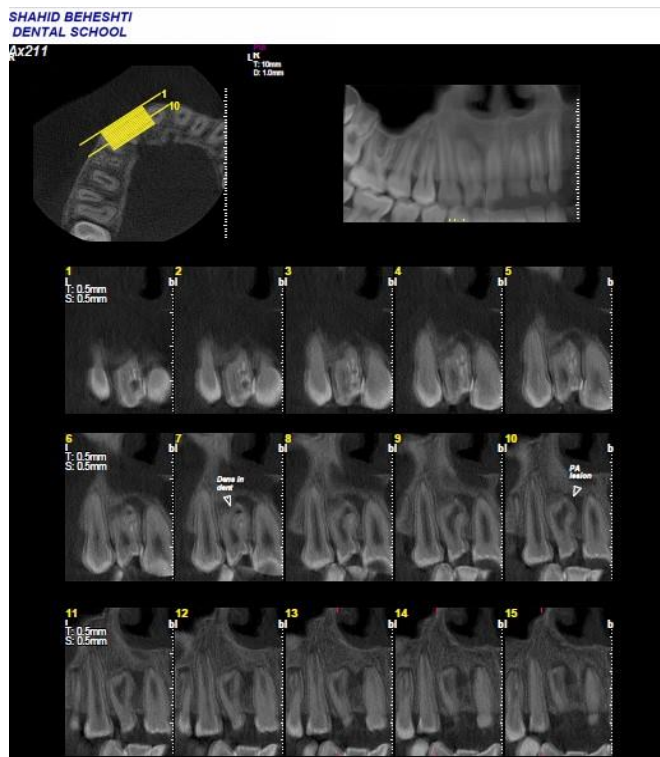 SHAHID BEHESHTI
DENTAL SCHOOL
Ax211
R
L
R
T: 10mm
D: 1.0mm
1
10
1
L
bl
T: 0.5mm
S: 0.5mm
2
bl
3
bl
4
bl
5
b
6
L
bl
T: 0.5mm
S: 0.5mm
7
bl
Dens in
dent
8
bl
9
bl
10
b
PA
lesion
11
bl
T: 0.5mm
S: 0.5mm
12
bl
13
bl
14
bl
15
b